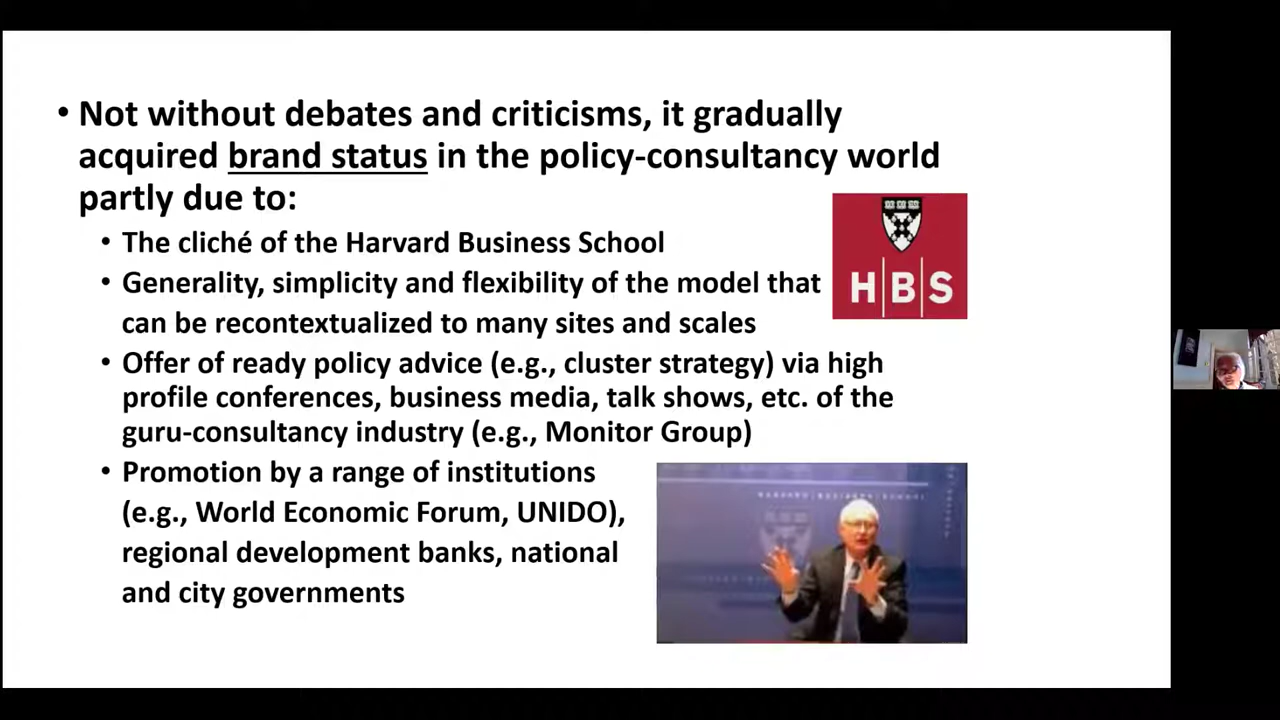 • Not without debates and criticisms, it gradually
acquired brand status in the policy-consultancy world
partly due to:
• The cliché of the Harvard Business School
• Generality, simplicity and flexibility of the model that
can be recontextualized to many sites and scales
• Offer of ready policy advice (e.g., cluster strategy) via high
profile conferences, business media, talk shows, etc. of the
guru-consultancy industry (e.g., Monitor Group)
• Promotion by a range of institutions
(e.g., World Economic Forum, UNIDO),
regional development banks, national
and city governments
H|B|S
HARVARD BUSINESS SCHOOL